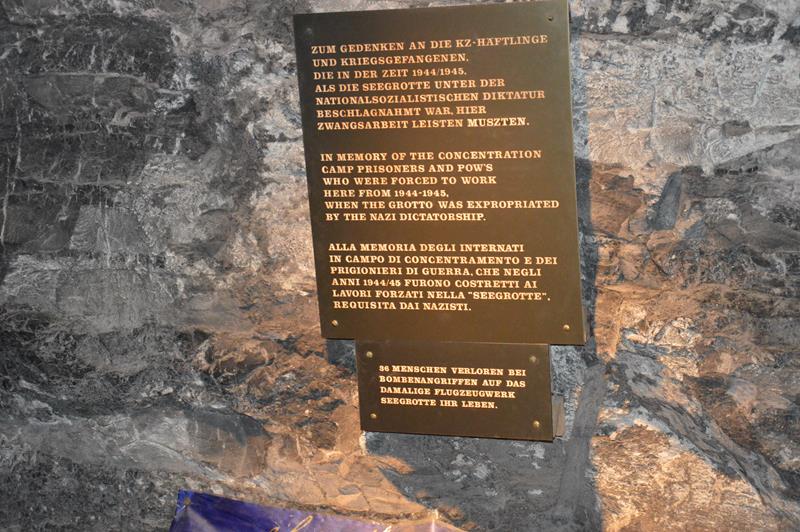 ZUM GEDENKEN AN DIE KZ-HÄFTLINGE
UND KRIEGSGEFANGENEN,
DIE IN DER ZEIT 1944/1945,
ALS DIE SEEGROTTE UNTER DER
NATIONALSOZIALISTISCHEN DIKTATUR
BESCHLAGNAHMT WAR, HIER
ZWANGSARBEIT LEISTEN MUSZTEN.
IN MEMORY OF THE CONCENTRATION
CAMP PRISONERS AND POW'S
WHO WERE FORCED TO WORK
HERE FROM 1944-1945,
WHEN THE GROTTO WAS EXPROPRIATED
BY THE NAZI DICTATORSHIP.
ALLA MEMORIA DEGLI INTERNATI
IN CAMPO DI CONCENTRAMENTO E DEI
PRIGIONIERI DI GUERRA, CHE NEGLI
ANNI 1944/45 FURONO COSTRETTI AI
LAVORI FORZATI NELLA "SEEGROTTE",
REQUISITA DAI NAZISTI.
36 MENSCHEN VERLOREN BEI
BOMBENANGRIFFEN AUF DAS
DAMALIGE FLUGZEUGWERK
SEEGROTTE IHR LEBEN.